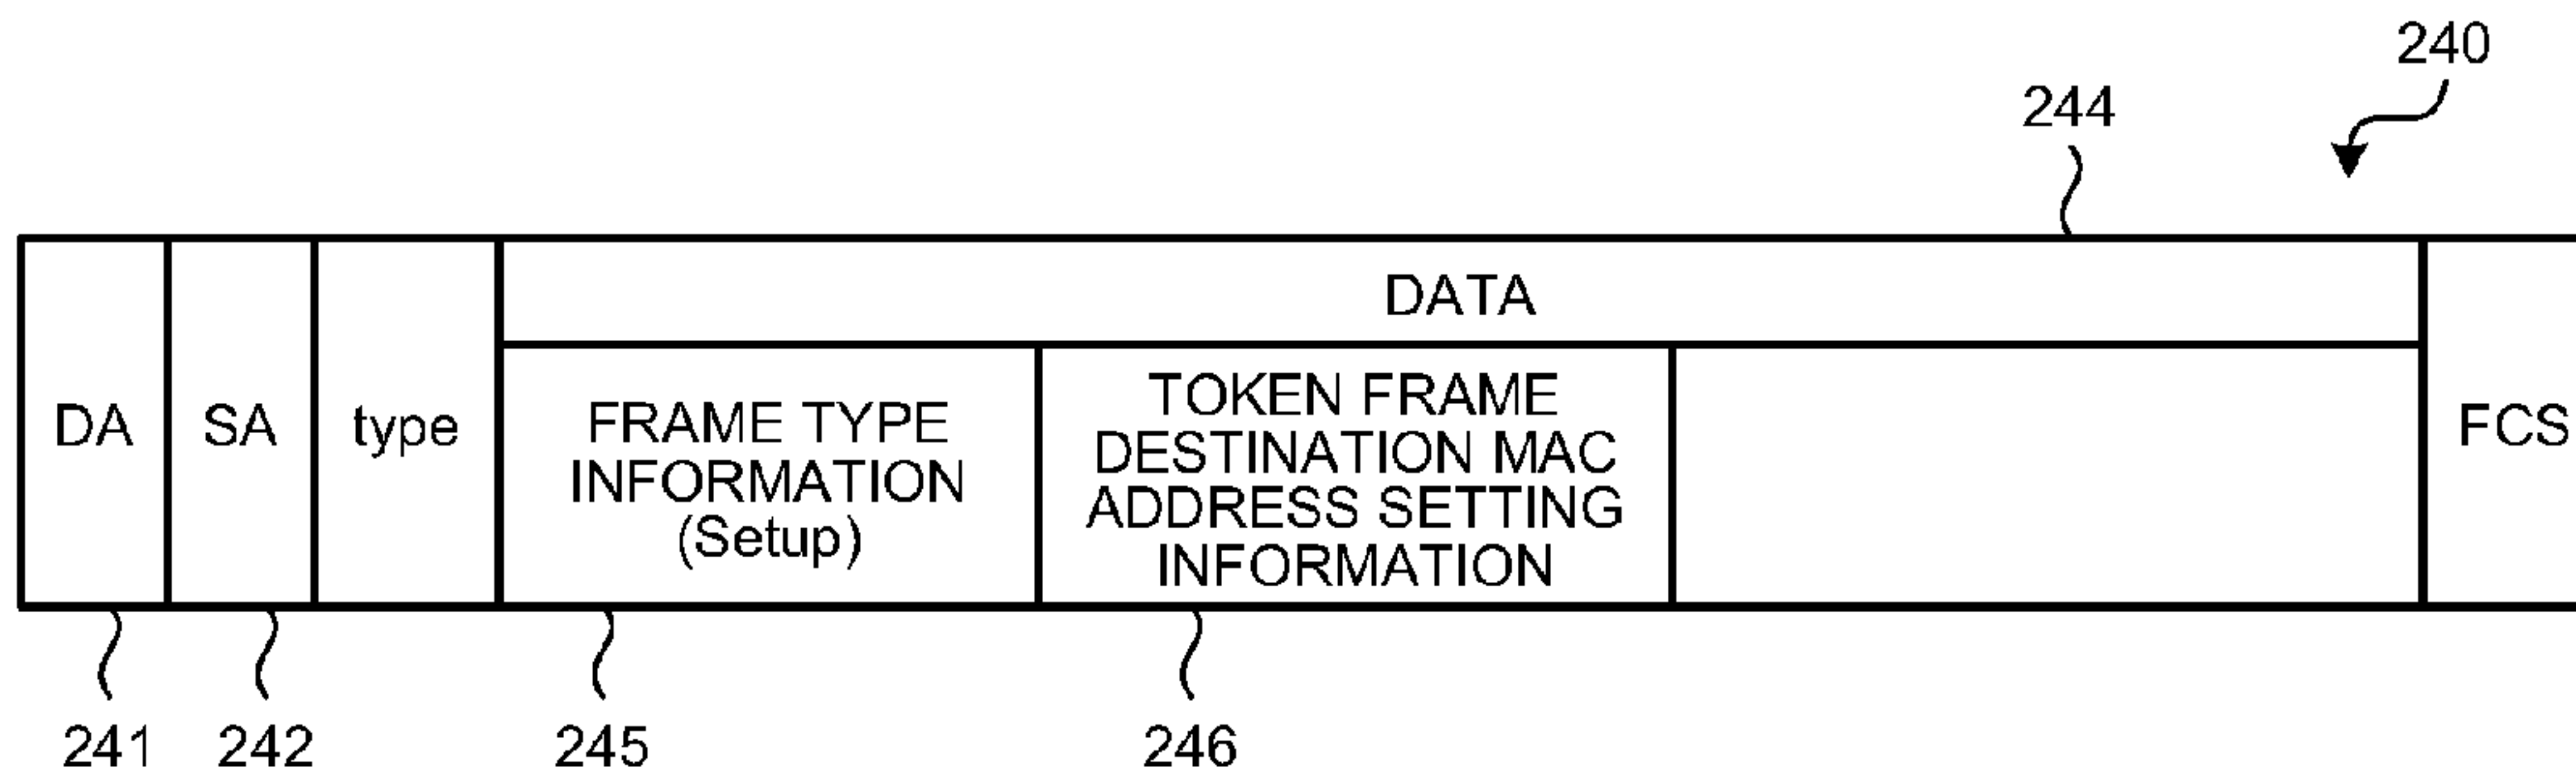 240
244
DATA
DA
SA
type
FRAME TYPE
INFORMATION
(Setup)
TOKEN FRAME
DESTINATION MAC
ADDRESS SETTING
INFORMATION
FCS
241
242
245
246